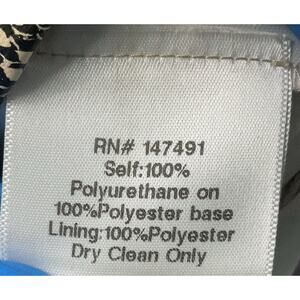 RN# 147491
Self:100%
Polyurethane on
100%Polyester base
Lining:100%Polyester
Dry Clean Only